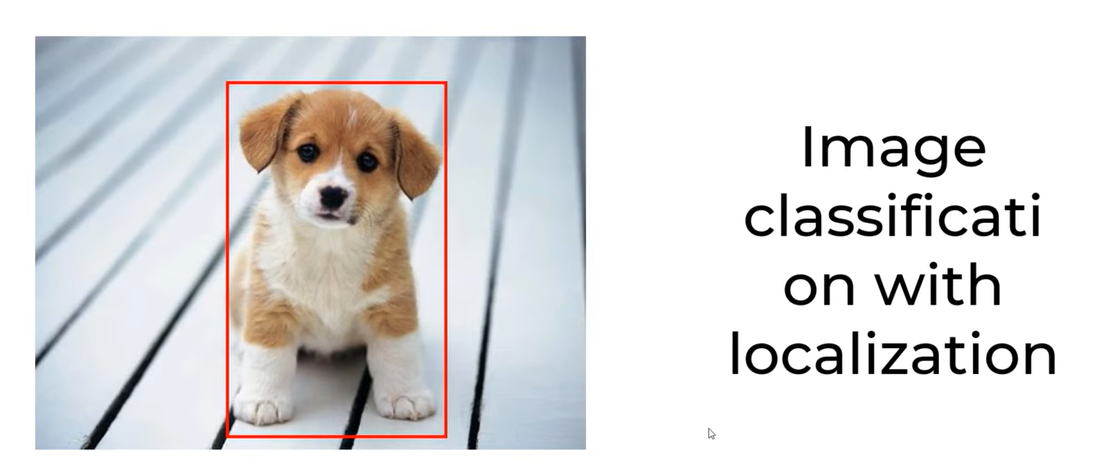 Image
classificati
on with
localization